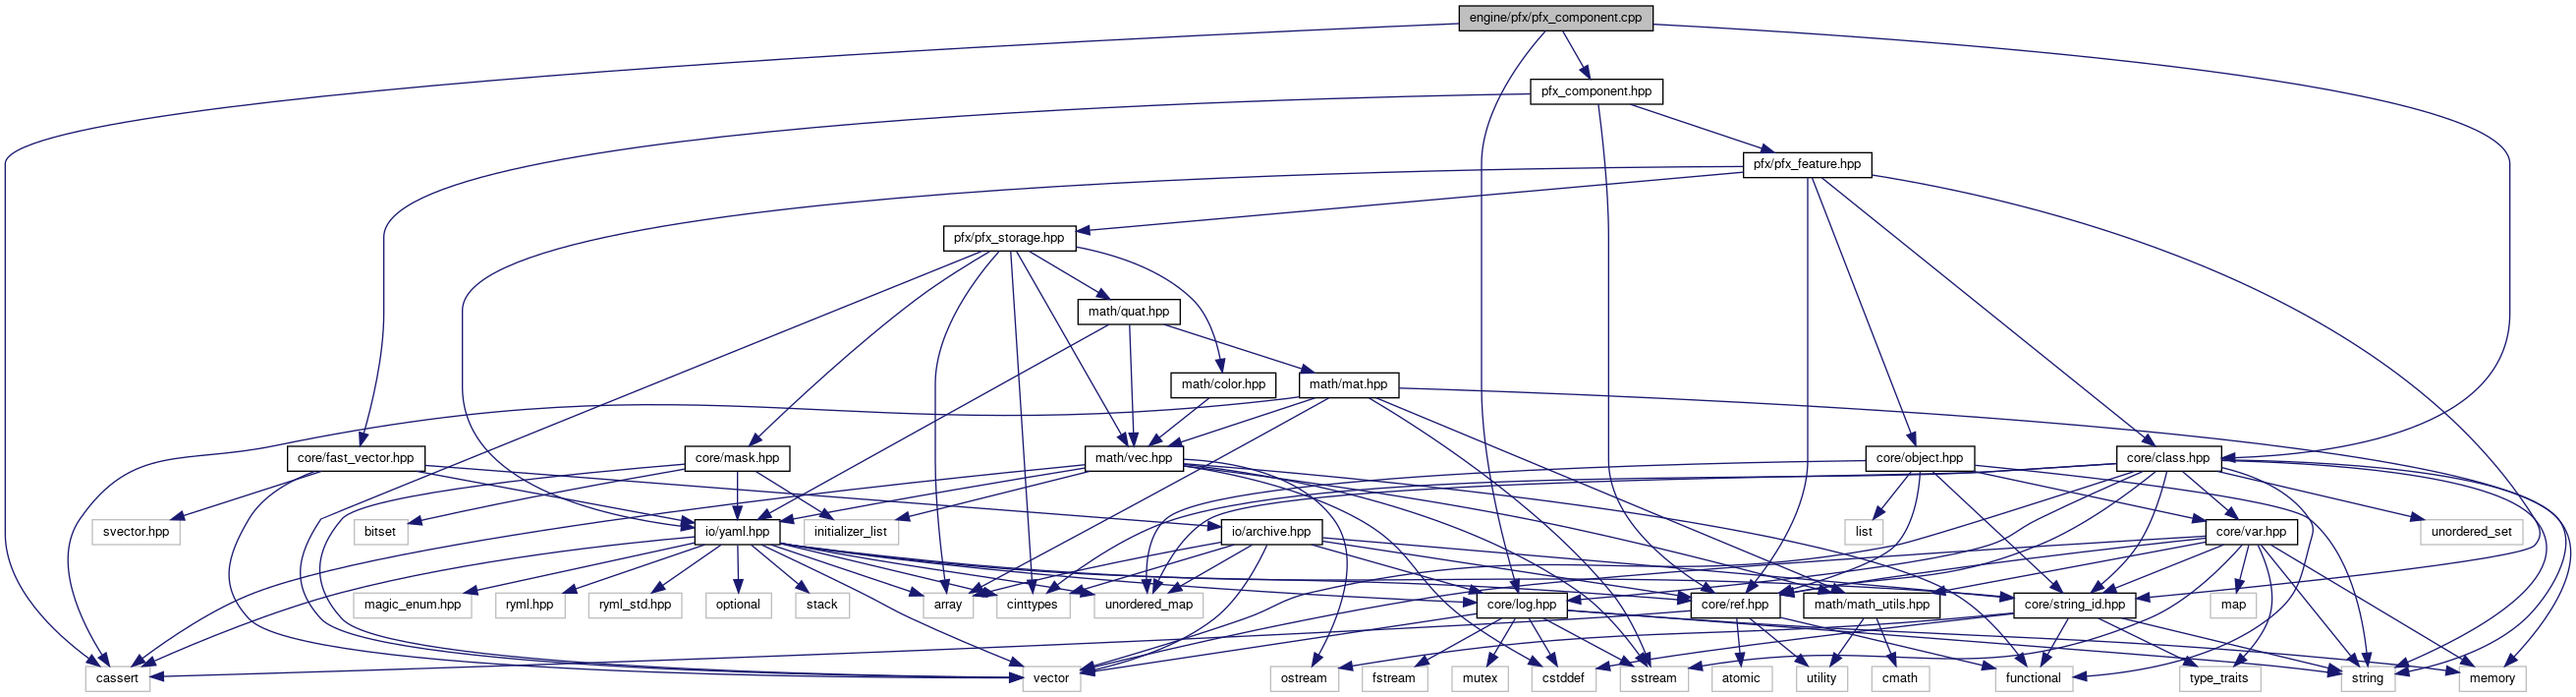 engine/pfx/pfx_component.cpp
pfx_component.hpp
pfx/pfx_feature.hpp
pfx/pfx_storage.hpp
math/quat.hpp
math/color.hpp
math/mat.hpp
core/fast_vector.hpp
core/mask.hpp
math/vec.hpp
core/object.hpp
core/class.hpp
svector.hpp
bitset
io/yaml.hpp
initializer_list
io/archive.hpp
list
core/var.hpp
unordered_set
magic_enum.hpp
ryml.hpp
ryml_std.hpp
optional
stack
array
cinttypes
unordered_map
core/log.hpp
core/ref.hpp
math/math_utils.hpp
core/string_id.hpp
map
cassert
vector
ostream
fstream
mutex
cstddef
sstream
atomic
utility
cmath
functional
type_traits
string
memory